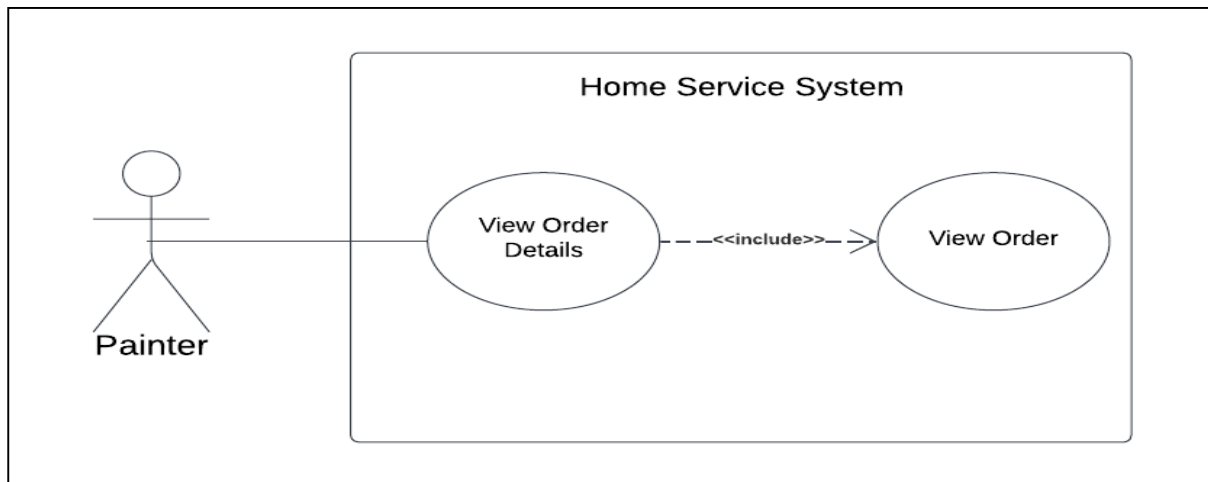 Home Service System
View Order
Details
<<include>>
View Order
Painter